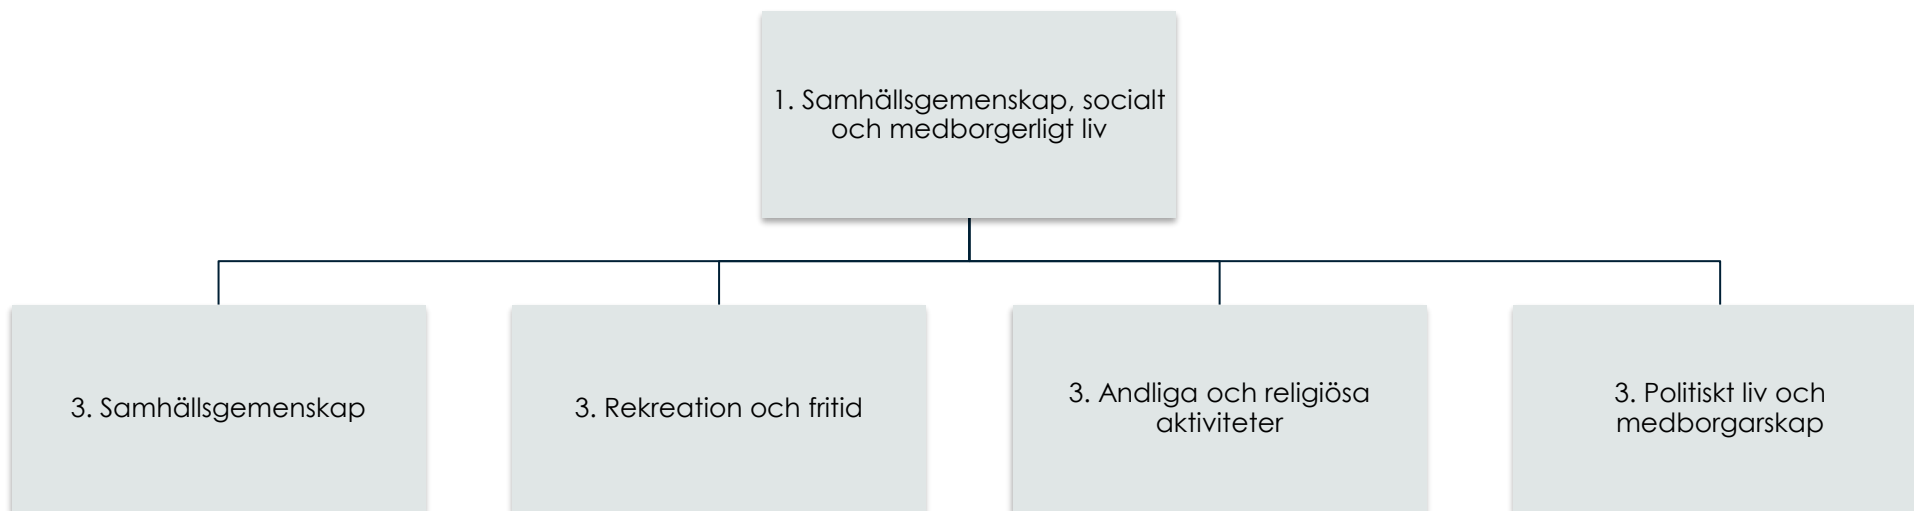 1. Samhällsgemenskap, socialt
och medborgerligt liv
3. Samhällsgemenskap
3. Rekreation och fritid
3. Andliga och religiösa
aktiviteter
3. Politiskt liv och
medborgarskap